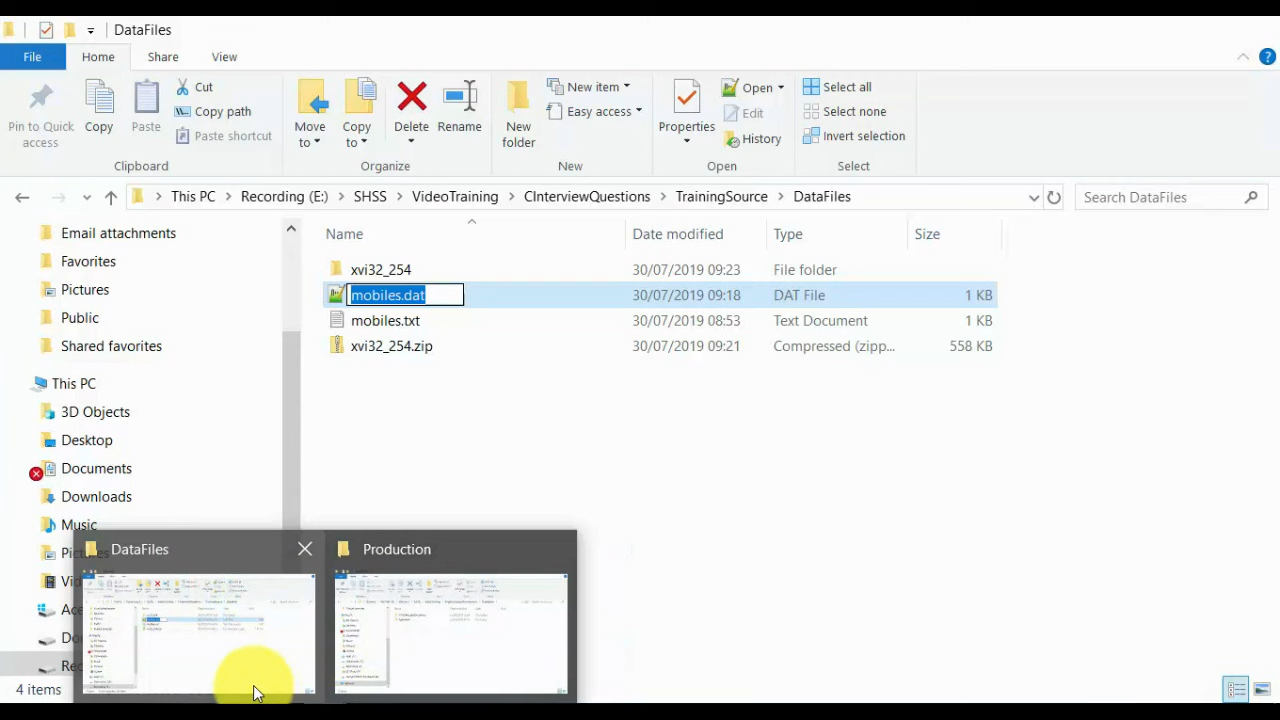 DataFiles
File Home Share View
Pin to Quick access
Copy
Paste
Cut
Copy path
Paste shortcut
Move to
Copy to
Delete
Rename
New folder
New item
Easy access
Properties
Open
Edit
History
Select all
Select none
Invert selection
Clipboard Organize New Open Select
This PC Recording (E:) SHSS VideoTraining CInterviewQuestions TrainingSource DataFiles
Search DataFiles
Name Date modified Type Size
xvi32_254 30/07/2019 09:23 File folder
mobiles.dat 30/07/2019 09:18 DAT File 1 KB
mobiles.txt 30/07/2019 08:53 Text Document 1 KB
xvi32_254.zip 30/07/2019 09:21 Compressed (zipp... 558 KB
Email attachments
Favorites
Pictures
Public
Shared favorites
This PC
3D Objects
Desktop
Documents
Downloads
Music
DataFiles
Production
4 items